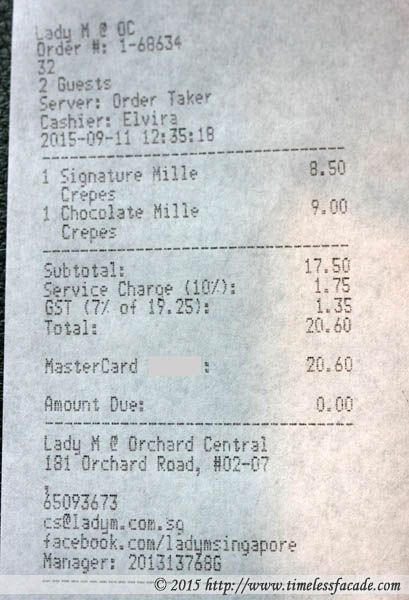 Lady M @ OC
Order #: 1-68634
32
2 Guests
Server: Order Taker
Cashier: Elvira
2015-09-11 12:35:18
1 Signature Mille 8.50
Crepes
1 Chocolate Mille 9.00
Crepes
Subtotal: 17.50
Service Charge (10%): 1.75
GST (7% of 19.25): 1.35
Total: 20.60
MasterCard : 20.60
Amount Due: 0.00
Lady M @ Orchard Central
181 Orchard Road, #02-07
,
65093673
cs@ladym.com.sg
facebook.com/ladymsingapore
Manager: 201313768G
© 2015 http://www.timelessfacade.com